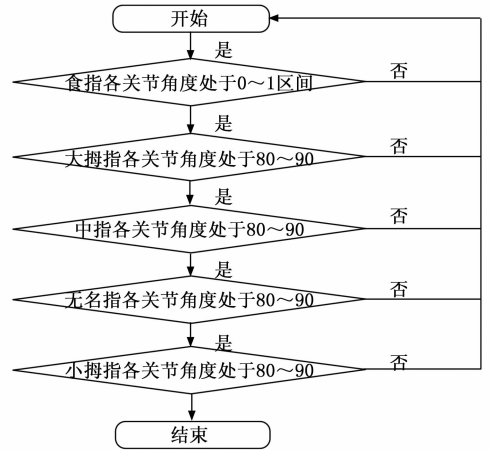 开始
是
食指各关节角度处于0～1区间
否
是
大拇指各关节角度处于80～90
否
是
中指各关节角度处于80～90
否
是
无名指各关节角度处于80～90
否
是
小拇指各关节角度处于80～90
否
结束